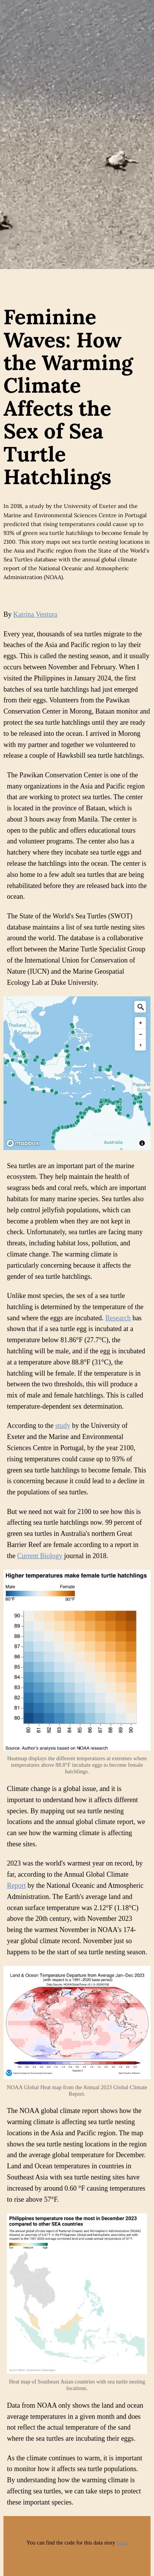 Feminine
Waves: How
the Warming
Climate
Affects the
Sex of Sea
Turtle
Hatchlings
In 2018, a study by the University of Exeter and the
Marine and Environmental Sciences Centre in Portugal
predicted that rising temperatures could cause up to
93% of green sea turtle hatchlings to become female by
2100. This story maps out sea turtle nesting locations in
the Asia and Pacific region from the State of the World's
Sea Turtles database with the annual global climate
report of the National Oceanic and Atmospheric
Administration (NOAA).
By Katrina Ventura
Every year, thousands of sea turtles migrate to the
beaches of the Asia and Pacific region to lay their
eggs. This is called the nesting season, and it usually
occurs between November and February. When I
visited the Philippines in January 2024, the first
batches of sea turtle hatchlings had just emerged
from their eggs. Volunteers from the Pawikan
Conservation Center in Morong, Bataan monitor and
protect the sea turtle hatchlings until they are ready
to be released into the ocean. I arrived in Morong
with my partner and together we volunteered to
release a couple of Hawksbill sea turtle hatchlings.
The Pawikan Conservation Center is one of the
many organizations in the Asia and Pacific region
that are working to protect sea turtles. The center
is located in the province of Bataan, which is
about 3 hours away from Manila. The center is
open to the public and offers educational tours
and volunteer programs. The center also has a
hatchery where they incubate sea turtle eggs and
release the hatchlings into the ocean. The center is
also home to a few adult sea turtles that are being
rehabilitated before they are released back into the
ocean.
The State of the World's Sea Turtles (SWOT)
database maintains a list of sea turtle nesting sites
around the world. The database is a collaborative
effort between the Marine Turtle Specialist Group
of the International Union for Conservation of
Nature (IUCN) and the Marine Geospatial
Ecology Lab at Duke University.
Laos
Thailand
Cambodia
Philippines
Papua
Guinea
Australia
mapbox
Sea turtles are an important part of the marine
ecosystem. They help maintain the health of
seagrass beds and coral reefs, which are important
habitats for many marine species. Sea turtles also
help control jellyfish populations, which can
become a problem when they are not kept in
check. Unfortunately, sea turtles are facing many
threats, including habitat loss, pollution, and
climate change. The warming climate is
particularly concerning because it affects the
gender of sea turtle hatchlings.
Unlike most species, the sex of a sea turtle
hatchling is determined by the temperature of the
sand where the eggs are incubated. Research has
shown that if a sea turtle egg is incubated at a
temperature below 81.86°F (27.7°C), the
hatchling will be male, and if the egg is incubated
at a temperature above 88.8°F (31°C), the
hatchling will be female. If the temperature is in
between the two thresholds, this will produce a
mix of male and female hatchlings. This is called
temperature-dependent sex determination.
According to the study by the University of
Exeter and the Marine and Environmental
Sciences Centre in Portugal, by the year 2100,
rising temperatures could cause up to 93% of
green sea turtle hatchlings to become female. This
is concerning because it could lead to a decline in
the populations of sea turtles.
But we need not wait for 2100 to see how this is
affecting sea turtle hatchlings now. 99 percent of
green sea turtles in Australia's northern Great
Barrier Reef are female according to a report in
the Current Biology journal in 2018.
Higher temperatures make female turtle hatchlings
Male
Female
80°F
90°F
90
89
88
87
86
85
84
83
82
81
80
80 81 82 83 84 85 86 87 88 89 90
Source: Author's analysis based on NOAA research
Heatmap displays the different temperatures at extremes where
temperatures above 88.8°F incubate eggs to become female
hatchlings.
Climate change is a global issue, and it is
important to understand how it affects different
species. By mapping out sea turtle nesting
locations and the annual global climate report, we
can see how the warming climate is affecting
these sites.
2023 was the world's warmest year on record, by
far, according to the Annual Global Climate
Report by the National Oceanic and Atmospheric
Administration. The Earth's average land and
ocean surface temperature was 2.12°F (1.18°C)
above the 20th century, with November 2023
being the warmest November in NOAA's 174-
year global climate record. November just so
happens to be the start of sea turtle nesting season.
Land & Ocean Temperature Departure from Average Jan–Dec 2023
(with respect to a 1991–2020 base period)
NOAA Global Heat map from the Annual 2023 Global Climate
Report.
The NOAA global climate report shows how the
warming climate is affecting sea turtle nesting
locations in the Asia and Pacific region. The map
shows the sea turtle nesting locations in the region
and the average global temperature for December.
Land and Ocean temperatures in countries in
Southeast Asia with sea turtle nesting sites have
increased by around 0.60 °F causing temperatures
to rise above 57°F.
Philippines temperature rose the most in December 2023
compared to other SEA countries
Heat map of Southeast Asian countries with sea turtle nesting
locations.
Data from NOAA only shows the land and ocean
average temperatures in a given month and does
not reflect the actual temperature of the sand
where the sea turtles are incubating their eggs.
As the climate continues to warm, it is important
to monitor how it affects sea turtle populations.
By understanding how the warming climate is
affecting sea turtles, we can take steps to protect
these important species.
You can find the code for this data story